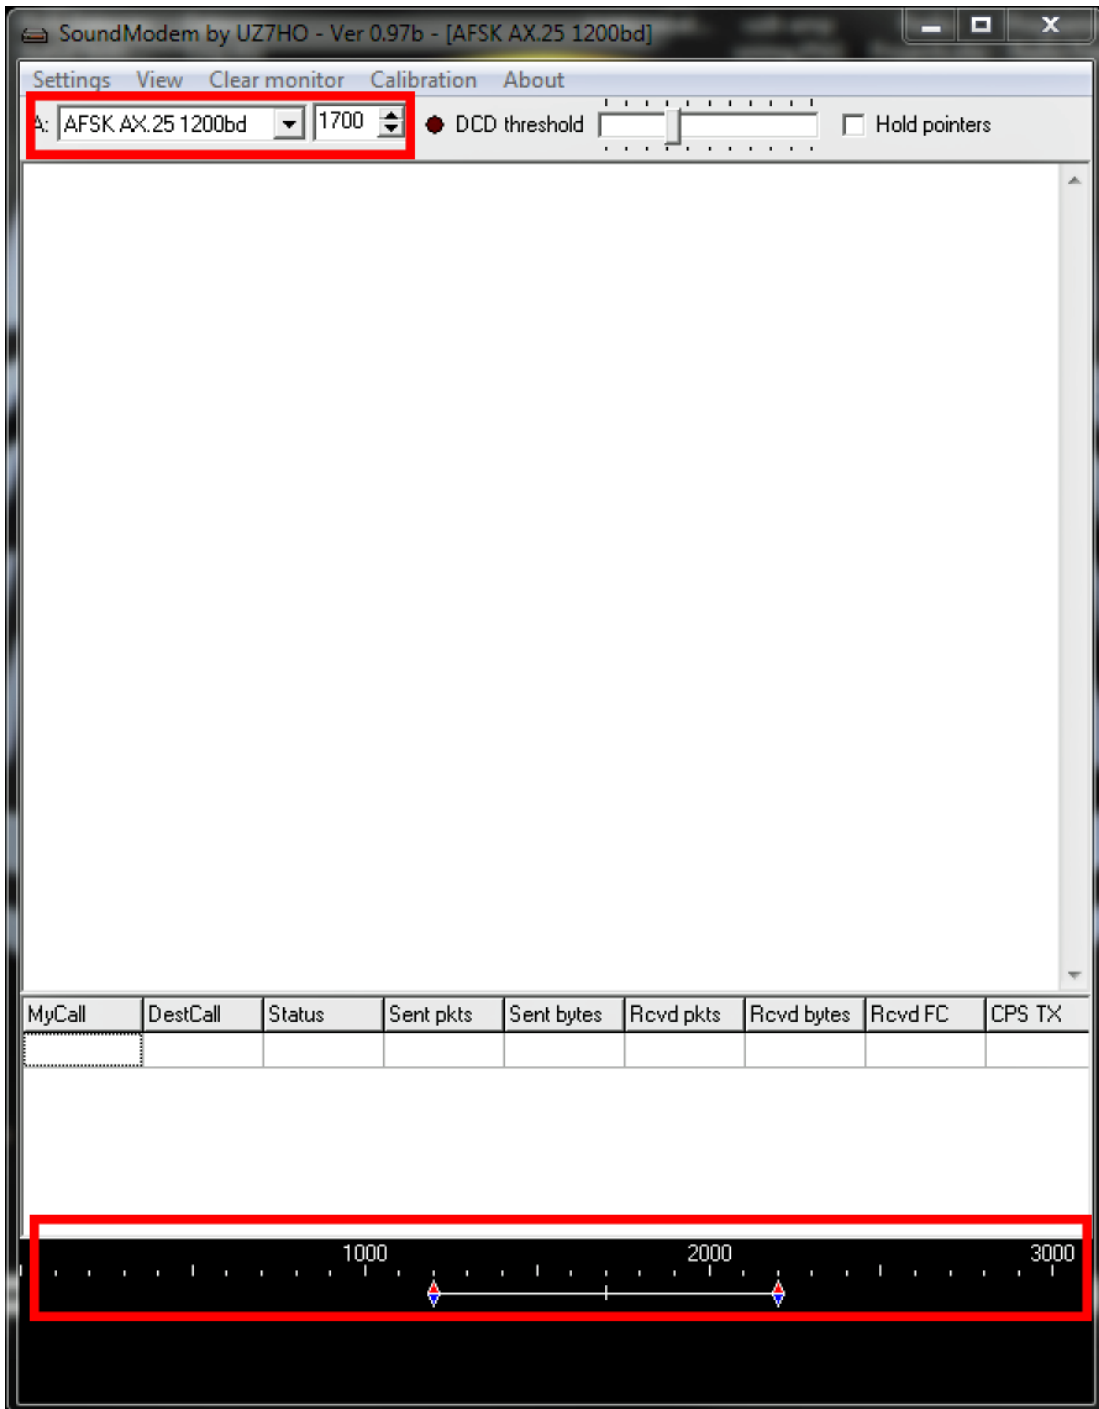 SoundModem by UZ7HO - Ver 0.97b - [AFSK AX.25 1200bd]
Settings View Clear monitor Calibration About
A: AFSK AX.25 1200bd 1700 DCD threshold Hold pointers
MyCall DestCall Status Sent pkts Sent bytes Rcvd pkts Rcvd bytes Rcvd FC CPS TX
1000 2000 3000